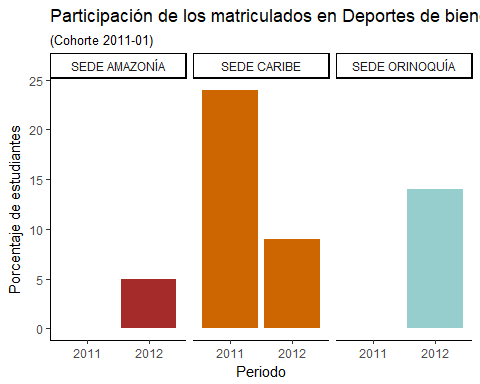 Participación de los matriculados en Deportes de
(Cohorte 2011-01)
SEDE AMAZONÍA SEDE CARIBE SEDE ORINOQUÍA
25
20
15
10
5
0
Porcentaje de estudiantes
2011 2012 2011 2012 2011 2012
Periodo